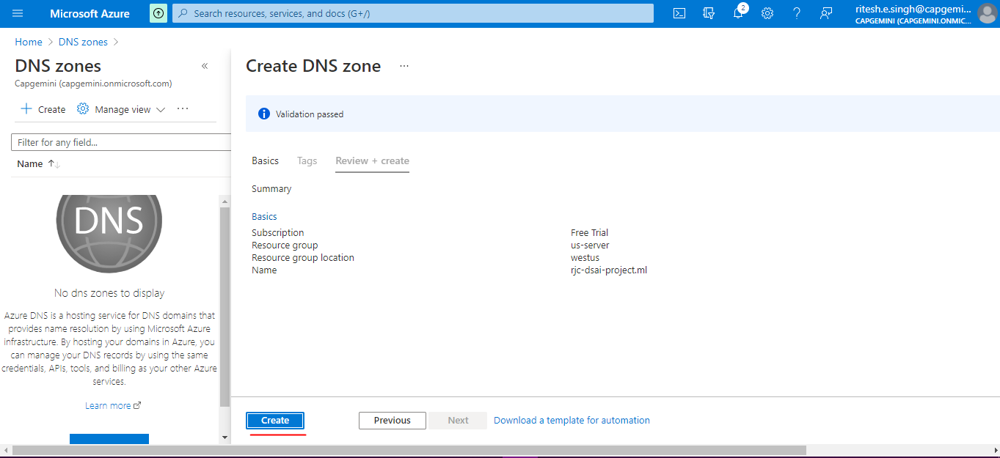 Microsoft Azure
Search resources, services, and docs (G+/)
2
ritesh.e.singh@capgemi...
CAPGEMINI (CAPGEMINI.ONMIC...
Home > DNS zones >
DNS zones
Capgemini (capgemini.onmicrosoft.com)
Create
Manage view
...
Filter for any field...
Name
DNS
No dns zones to display
Azure DNS is a hosting service for DNS domains that
provides name resolution by using Microsoft Azure
infrastructure. By hosting your domains in Azure, you
can manage your DNS records by using the same
credentials, APIs, tools, and billing as your other Azure
services.
Learn more
Create DNS zone
...
Validation passed
Basics
Tags
Review + create
Summary
Basics
Subscription Free Trial
Resource group us-server
Resource group location westus
Name rjc-dsai-project.ml
Create
Previous
Next
Download a template for automation